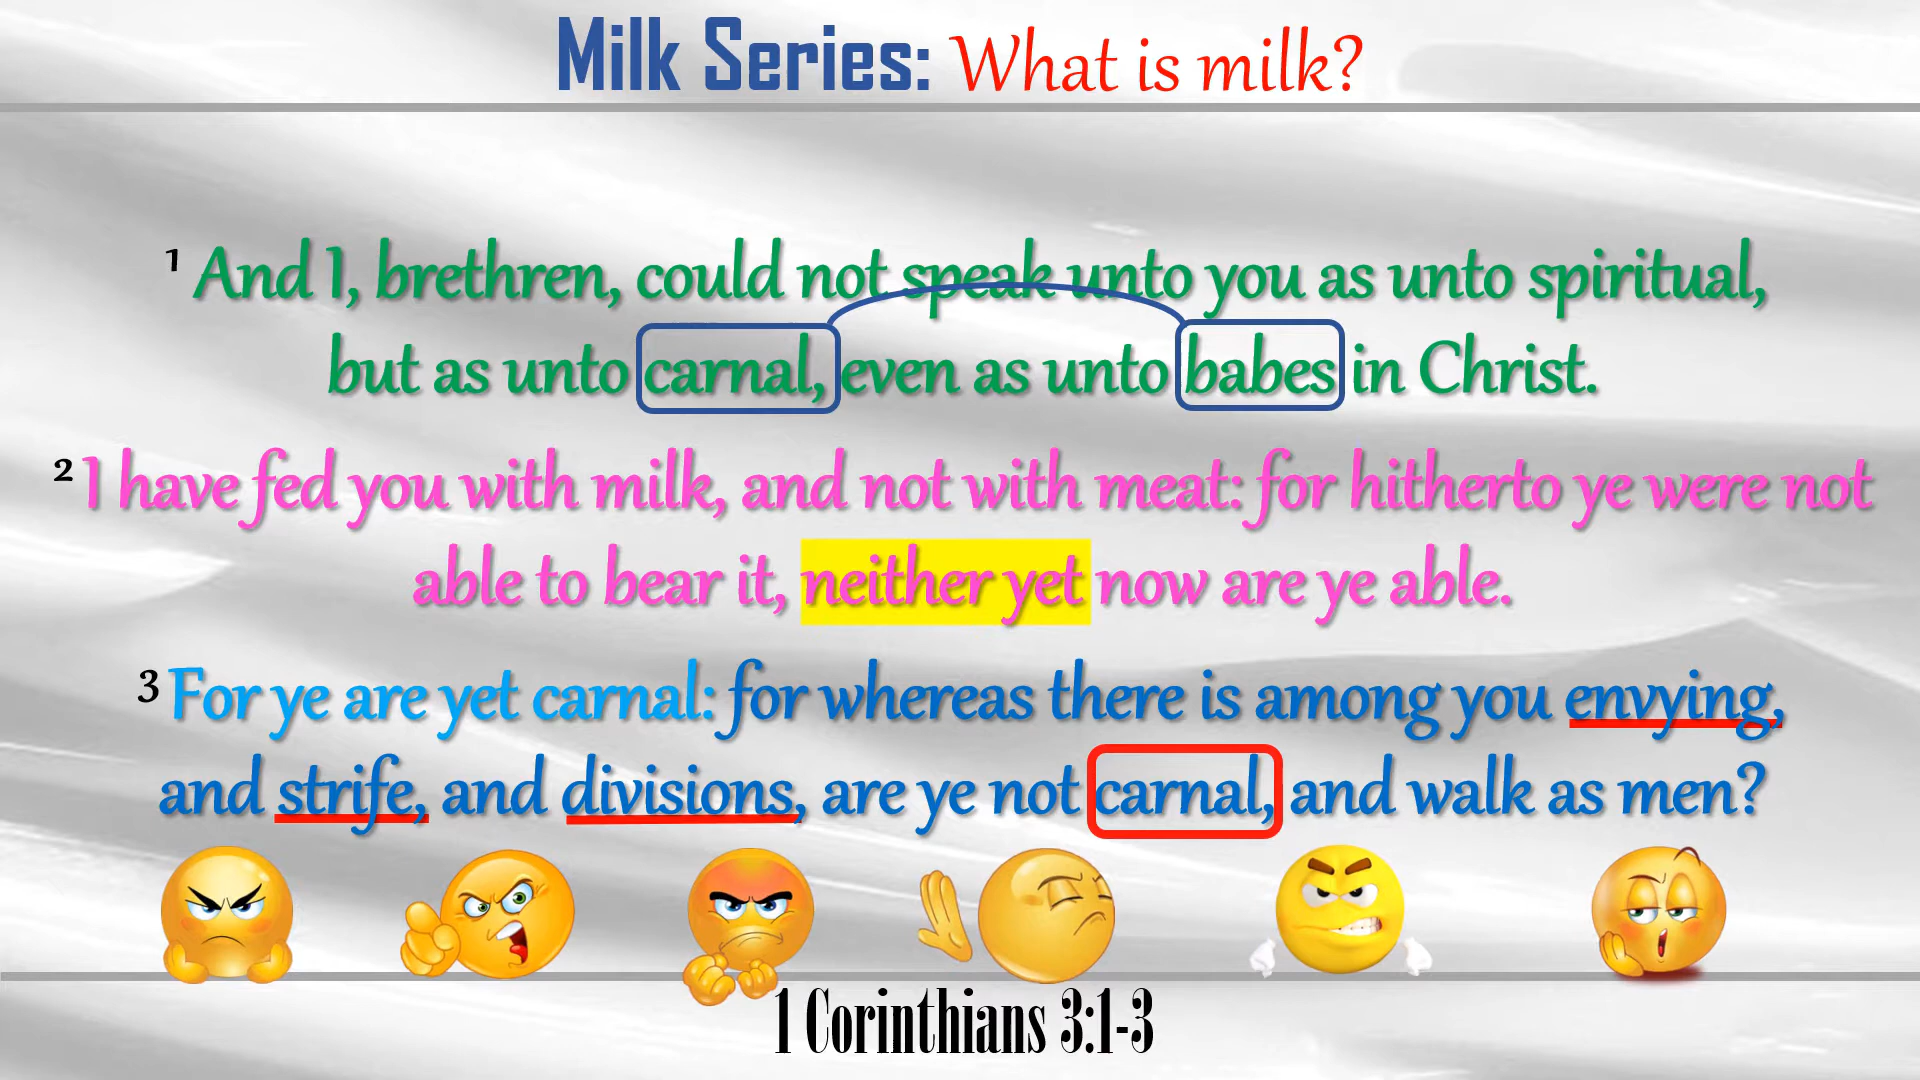 Milk Series: What is milk?
1 And I, brethren, could not speak unto you as unto spiritual,
but as unto carnal, even as unto babes in Christ.
2 I have fed you with milk, and not with meat: for hitherto ye were not
able to bear it, neither yet now are ye able.
3 For ye are yet carnal: for whereas there is among you envying,
and strife, and divisions, are ye not carnal, and walk as men?
1 Corinthians 3:1-3